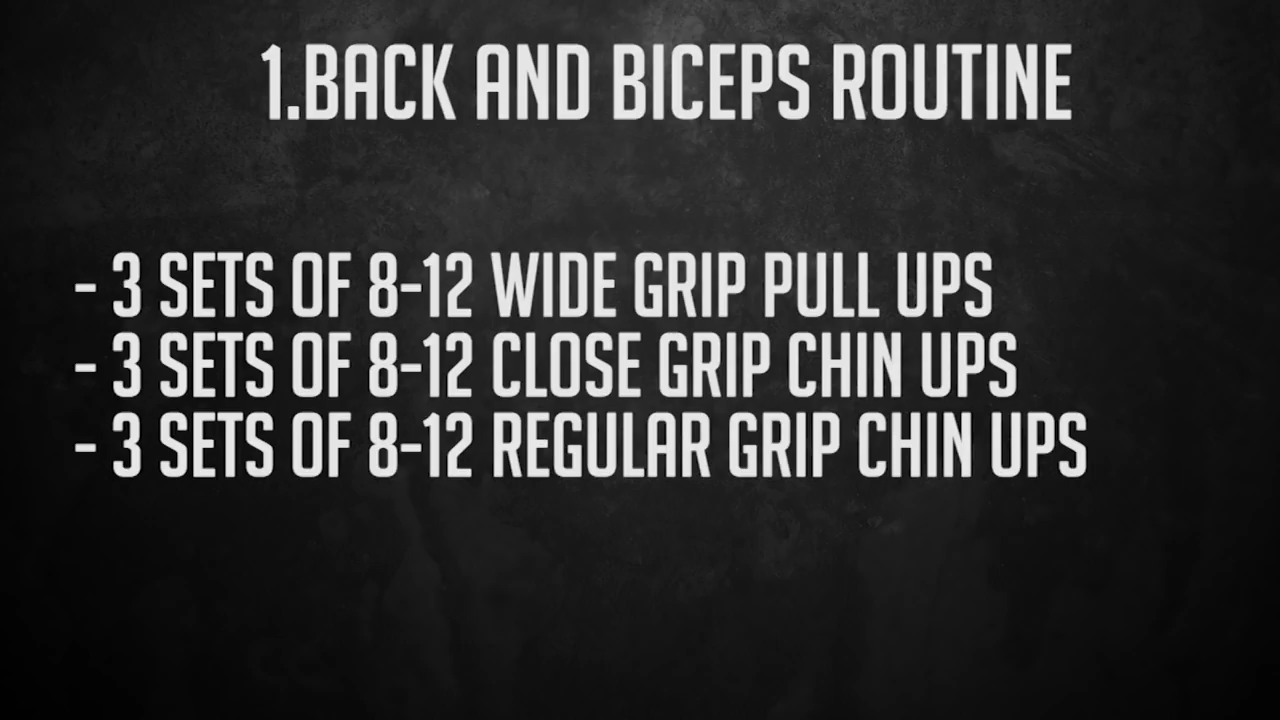 1.BACK AND BICEPS ROUTINE
- 3 SETS OF 8-12 WIDE GRIP PULL UPS
- 3 SETS OF 8-12 CLOSE GRIP CHIN UPS
- 3 SETS OF 8-12 REGULAR GRIP CHIN UPS